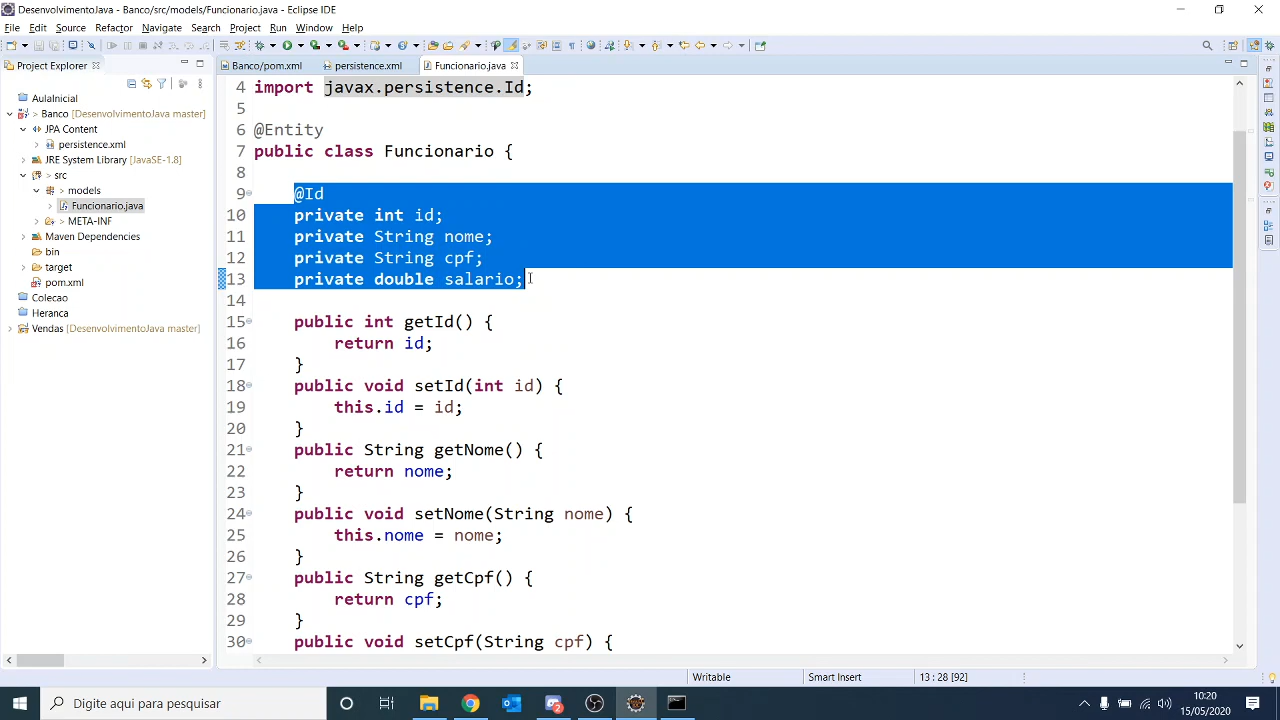 DesenvolvimentoJava - Banco/src/models/Funcionario.java - Eclipse IDE
File Edit Source Refactor Navigate Search Project Run Window Help
Project Explorer
Banco/pom.xml persistence.xml Funcionario.java
AulaInicial
> Banco [DesenvolvimentoJava master]
JPA Content
> persistence.xml
JRE System Library [JavaSE-1.8]
> src
> models
> Funcionario.java
> META-INF
Maven Dependencies
bin
> target
> pom.xml
Colecao
Heranca
> Vendas [DesenvolvimentoJava master]
4 import javax.persistence.Id;
5
6 @Entity
7 public class Funcionario {
8
9 @Id
10 private int id;
11 private String nome;
12 private String cpf;
13 private double salario;
14
15 public int getId() {
16 return id;
17 }
18 public void setId(int id) {
19 this.id = id;
20 }
21 public String getNome() {
22 return nome;
23 }
24 public void setNome(String nome) {
25 this.nome = nome;
26 }
27 public String getCpf() {
28 return cpf;
29 }
30 public void setCpf(String cpf) {
Writable Smart Insert 13 : 28 [92]
Digite aqui para pesquisar
10:20
15/05/2020